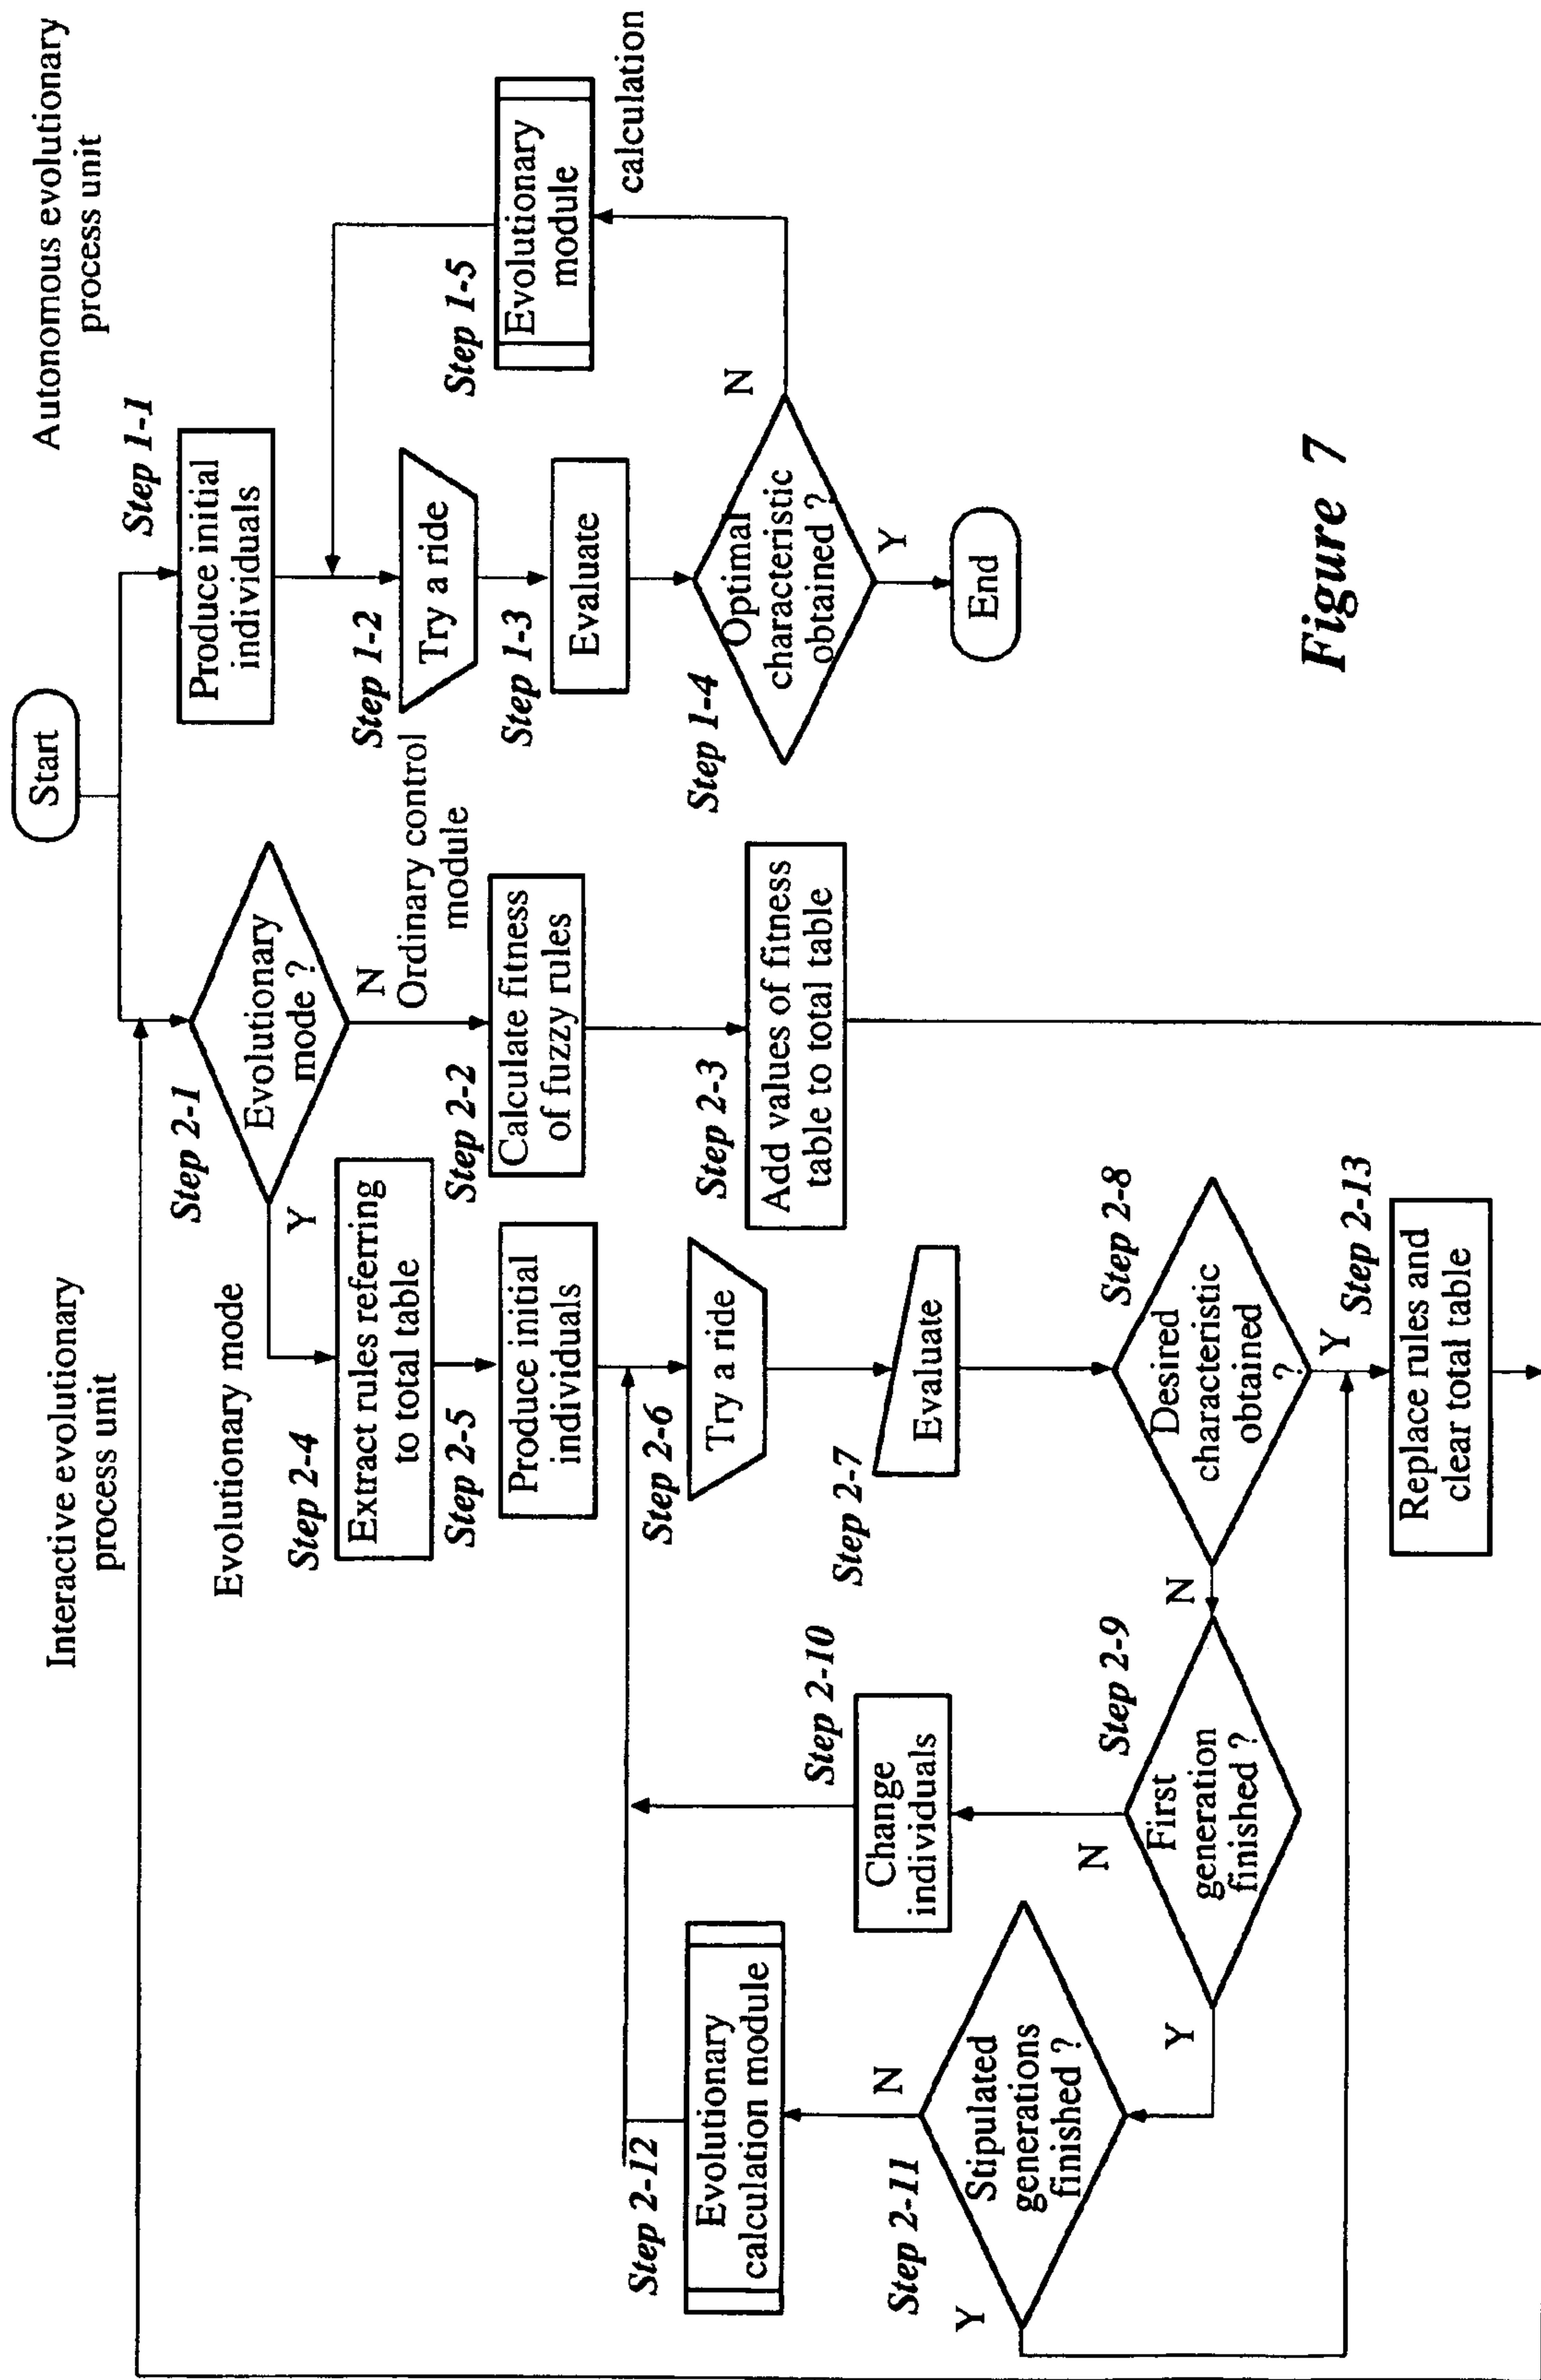 Start
Interactive evolutionary
process unit
Autonomous evolutionary
process unit
Step 2-1
Evolutionary
mode ?
Y
N
Evolutionary mode
Ordinary control
module
Step 2-4
Extract rules referring
to total table
Step 2-2
Calculate fitness
of fuzzy rules
Step 2-5
Produce initial
individuals
Step 2-3
Add values of fitness
table to total table
Step 2-6
Try a ride
Step 2-7
Evaluate
Step 2-8
Desired
characteristic
obtained
?
N
Y
Step 2-9
First
generation
finished ?
N
Y
Step 2-10
Change
individuals
Step 2-11
Stipulated
generations
finished ?
N
Y
Step 2-12
Evolutionary
calculation module
Step 2-13
Replace rules and
clear total table
Step 1-1
Produce initial
individuals
Step 1-2
Try a ride
Step 1-3
Evaluate
Step 1-4
Optimal
characteristic
obtained ?
N
Y
Step 1-5
Evolutionary
module
calculation
End
Figure 7